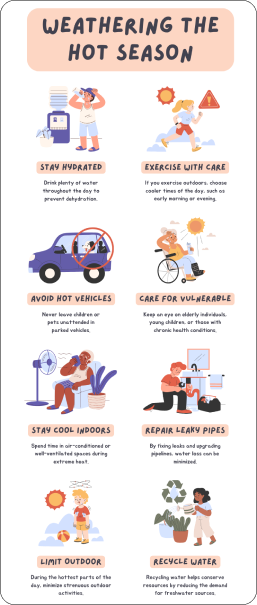 WEATHERING THE
HOT SEASON
STAY HYDRATED
Drink plenty of water
throughout the day to
prevent dehydration.
EXERCISE WITH CARE
If you exercise outdoors, choose
cooler times of the day, such as
early morning or evening.
AVOID HOT VEHICLES
Never leave children or
pets unattended in
parked vehicles.
CARE FOR VULNERABLE
Keep an eye on elderly individuals,
young children, or those with
chronic health conditions.
STAY COOL INDOORS
Spend time in air-conditioned or
well-ventilated spaces during
extreme heat.
REPAIR LEAKY PIPES
By fixing leaks and upgrading
pipelines, water loss can be
minimized.
LIMIT OUTDOOR
During the hottest parts of the
day, minimize strenuous outdoor
activities.
RECYCLE WATER
Recycling water helps conserve
resources by reducing the demand
for freshwater sources.